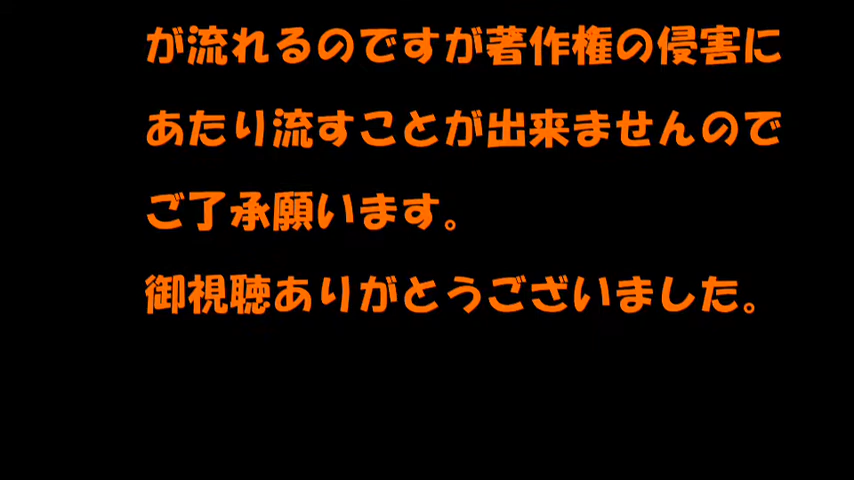 が流れるのですが著作権の侵害に
あたり流すことが出来ませんので
ご了承願います。
御視聴ありがとうございました。